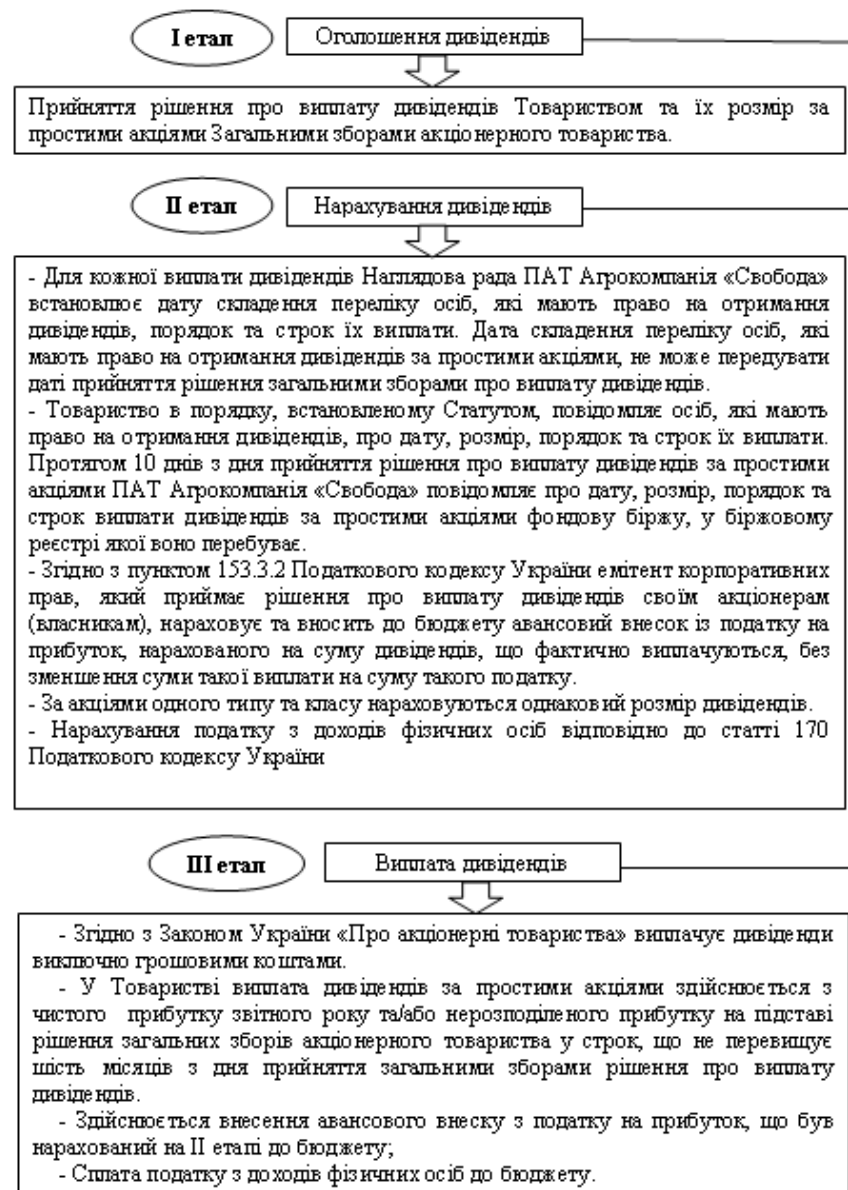 І етап
Оголошення дивідендів
Прийняття рішення про виплату дивідендів Товариством та їх розмір за
простими акціями Загальними зборами акціонерного товариства.
ІІ етап
Нарахування дивідендів
- Для кожної виплати дивідендів Наглядова рада ПАТ Агрокомпанія «Свобода»
встановлює дату складення переліку осіб, які мають право на отримання
дивідендів, порядок та строк їх виплати. Дата складення переліку осіб, які
мають право на отримання дивідендів за простими акціями, не може передувати
даті прийняття рішення загальними зборами про виплату дивідендів.
- Товариство в порядку, встановленому Статутом, повідомляє осіб, які мають
право на отримання дивідендів, про дату, розмір, порядок та строк їх виплати.
Протягом 10 днів з дня прийняття рішення про виплату дивідендів за простими
акціями ПАТ Агрокомпанія «Свобода» повідомляє про дату, розмір, порядок та
строк виплати дивідендів за простими акціями фондову біржу, у біржовому
реєстрі якої воно перебуває.
- Згідно з пунктом 153.3.2 Податкового кодексу України емітент корпоративних
прав, який приймає рішення про виплату дивідендів своїм акціонерам
(власникам), нараховує та вносить до бюджету авансовий внесок із податку на
прибуток, нарахованого на суму дивідендів, що фактично виплачуються, без
зменшення суми такої виплати на суму такого податку.
- За акціями одного типу та класу нараховуються однаковий розмір дивідендів.
- Нарахування податку з доходів фізичних осіб відповідно до статті 170
Податкового кодексу України
ІІІ етап
Виплата дивідендів
- Згідно з Законом України «Про акціонерні товариства» виплачує дивіденди
виключно грошовими коштами.
- У Товаристві виплата дивідендів за простими акціями здійснюється з
чистого прибутку звітного року та/або нерозподіленого прибутку на підставі
рішення загальних зборів акціонерного товариства у строк, що не перевищує
шість місяців з дня прийняття загальними зборами рішення про виплату
дивідендів.
- Здійснюється внесення авансового внеску з податку на прибуток, що був
нарахований на ІІ етапі до бюджету;
- Сплата податку з доходів фізичних осіб до бюджету.